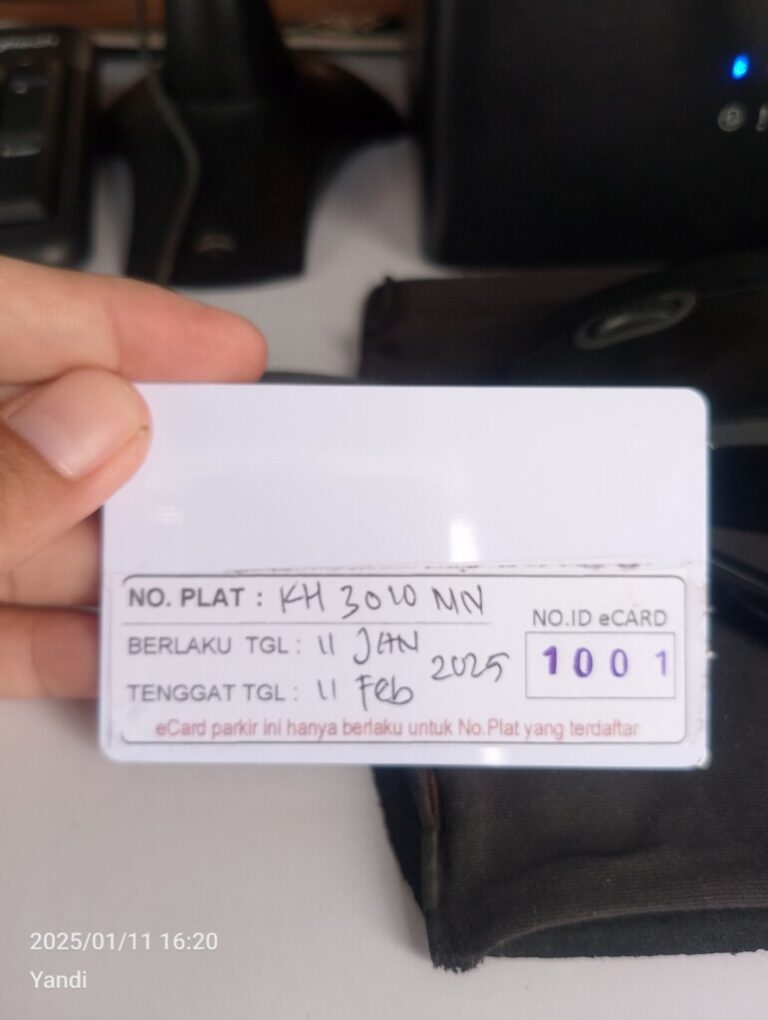 NO. PLAT : KH 3010 MN
NO.ID eCARD
BERLAKU TGL : 11 JAN
2025
1001
TENGGAT TGL : 11 Feb
eCard parkir ini hanya berlaku untuk No.Plat yang terdaftar
2025/01/11 16:20
Yandi